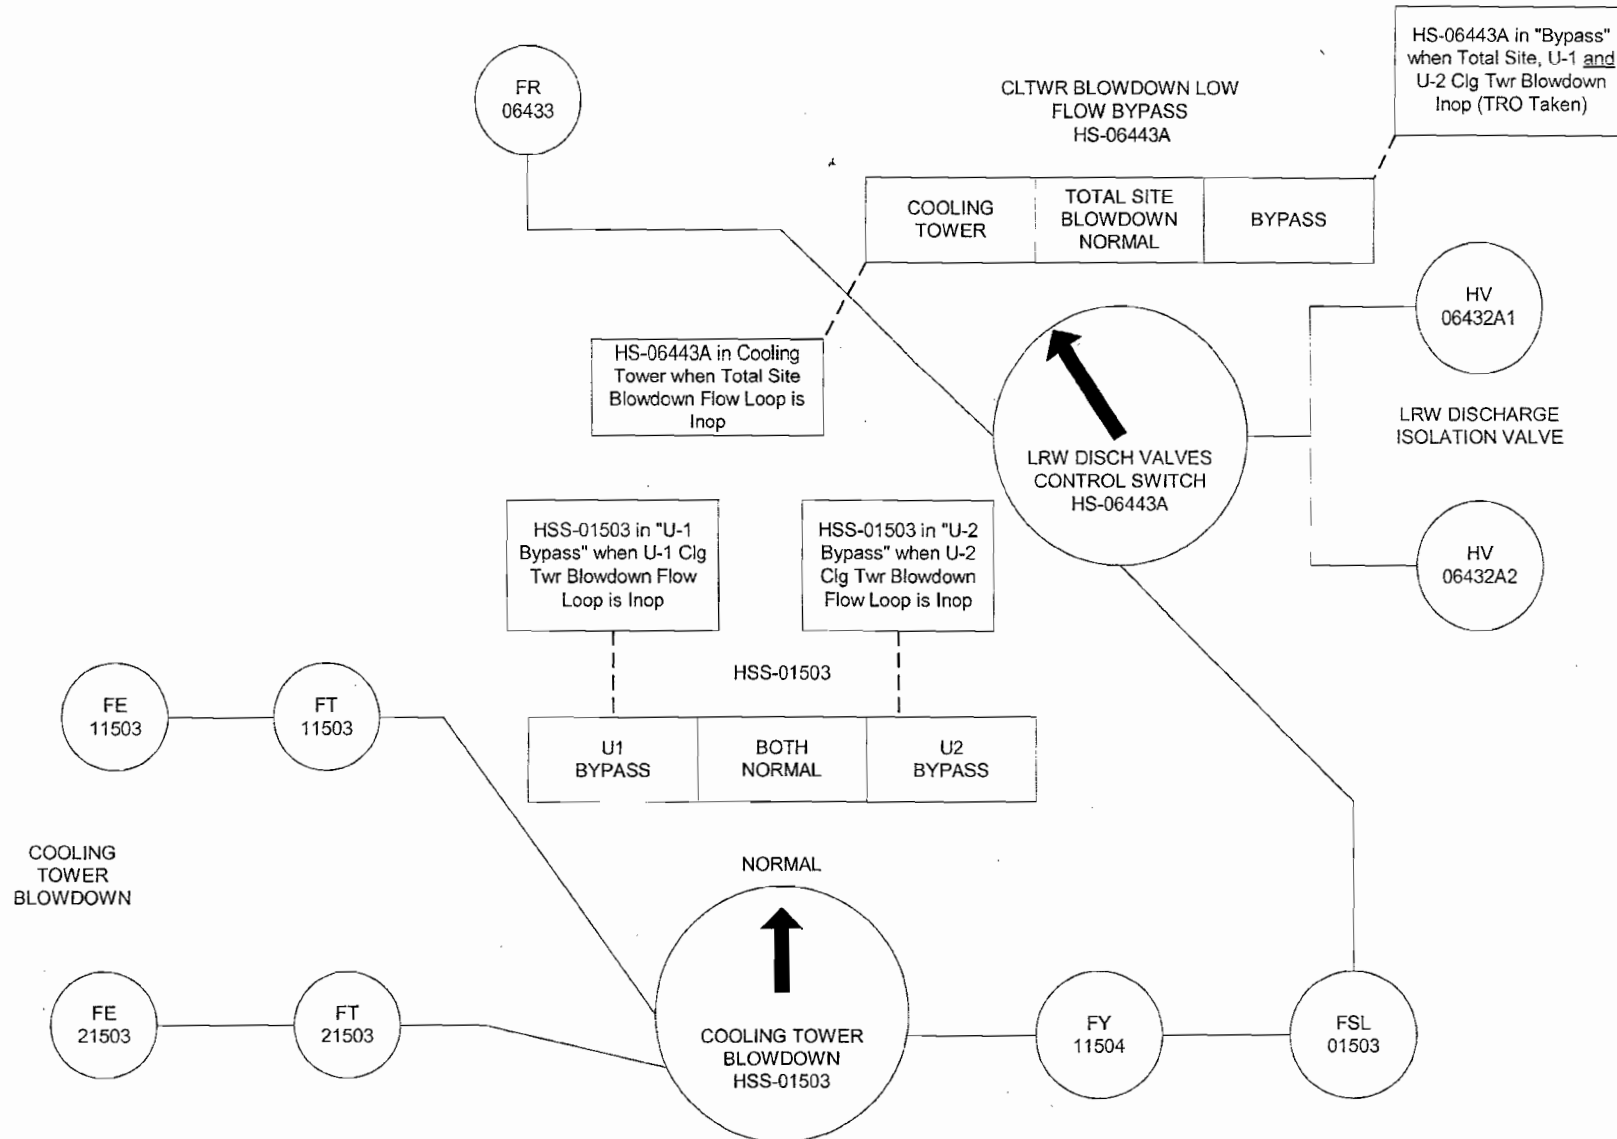 HS-06443A in "Bypass"
when Total Site, U-1 and
U-2 Clg Twr Blowdown
Inop (TRO Taken)
FR
06433
CLTWR BLOWDOWN LOW
FLOW BYPASS
HS-06443A
COOLING
TOWER
TOTAL SITE
BLOWDOWN
NORMAL
BYPASS
HV
06432A1
HS-06443A in Cooling
Tower when Total Site
Blowdown Flow Loop is
Inop
LRW DISCHARGE
ISOLATION VALVE
LRW DISCH VALVES
CONTROL SWITCH
HS-06443A
HV
06432A2
HSS-01503 in "U-1
Bypass" when U-1 Clg
Twr Blowdown Flow
Loop is Inop
HSS-01503 in "U-2
Bypass" when U-2
Clg Twr Blowdown
Flow Loop is Inop
HSS-01503
FE
11503
FT
11503
U1
BYPASS
BOTH
NORMAL
U2
BYPASS
COOLING
TOWER
BLOWDOWN
NORMAL
FE
21503
FT
21503
COOLING TOWER
BLOWDOWN
HSS-01503
FY
11504
FSL
01503